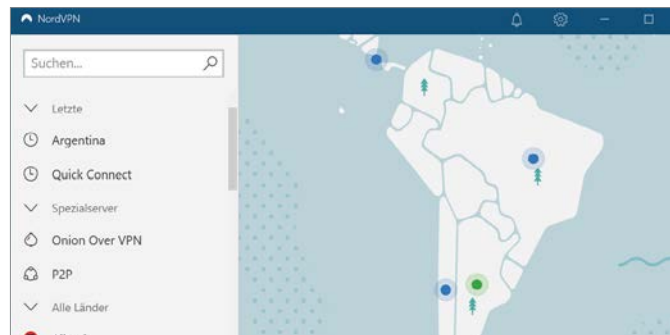 NordVPN
Suchen...
Letzte
Argentina
Quick Connect
Spezialserver
Onion Over VPN
P2P
Alle Länder